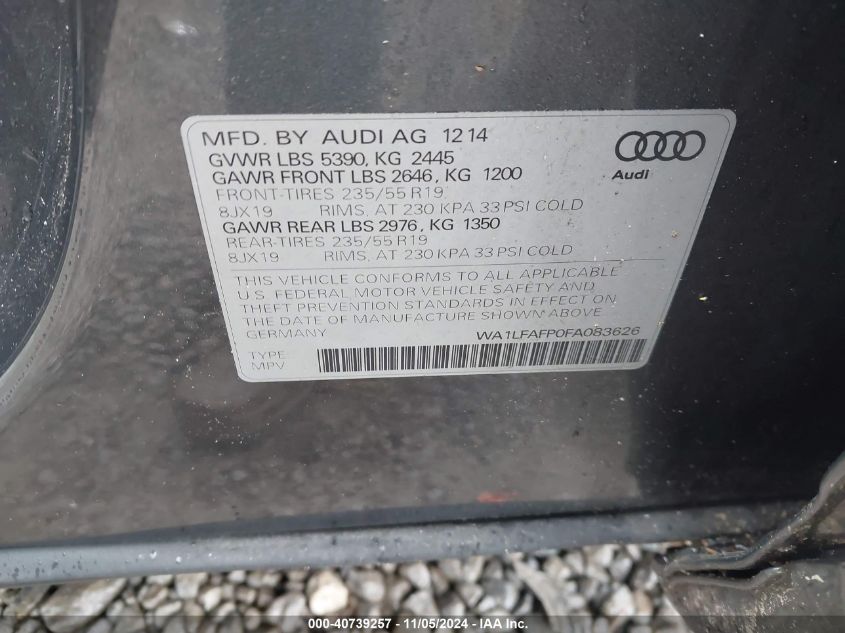 MFD. BY AUDI AG 12 14
GVWR LBS 5390, KG 2445
GAWR FRONT LBS 2646, KG 1200
FRONT-TIRES 235/55 R19
8JX19 RIMS, AT 230 KPA 33 PSI COLD
GAWR REAR LBS 2976, KG 1350
REAR-TIRES 235/55 R19
8JX19 RIMS, AT 230 KPA 33 PSI COLD
THIS VEHICLE CONFORMS TO ALL APPLICABLE
U.S. FEDERAL MOTOR VEHICLE SAFETY AND
THEFT PREVENTION STANDARDS IN EFFECT ON
THE DATE OF MANUFACTURE SHOWN ABOVE.
GERMANY WA1LFAFP0FA083626
TYPE
MPV
Audi
000-40739257 - 11/05/2024 - IAAI.COM